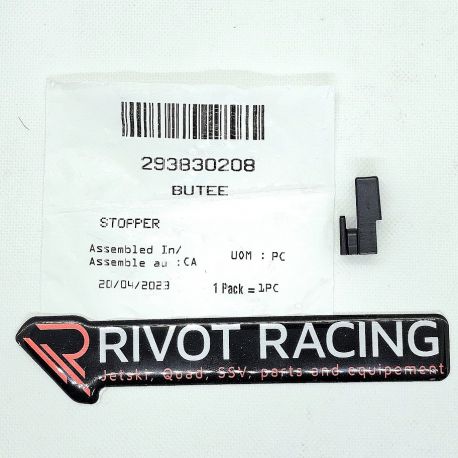 293830208
BUTEE
STOPPER
Assembled In/
Assemble au :CA
UOM : PC
20/04/2023
1 Pack = 1PC
RIVOT RACING
Jetski, Quad, SSV, parts and equipement